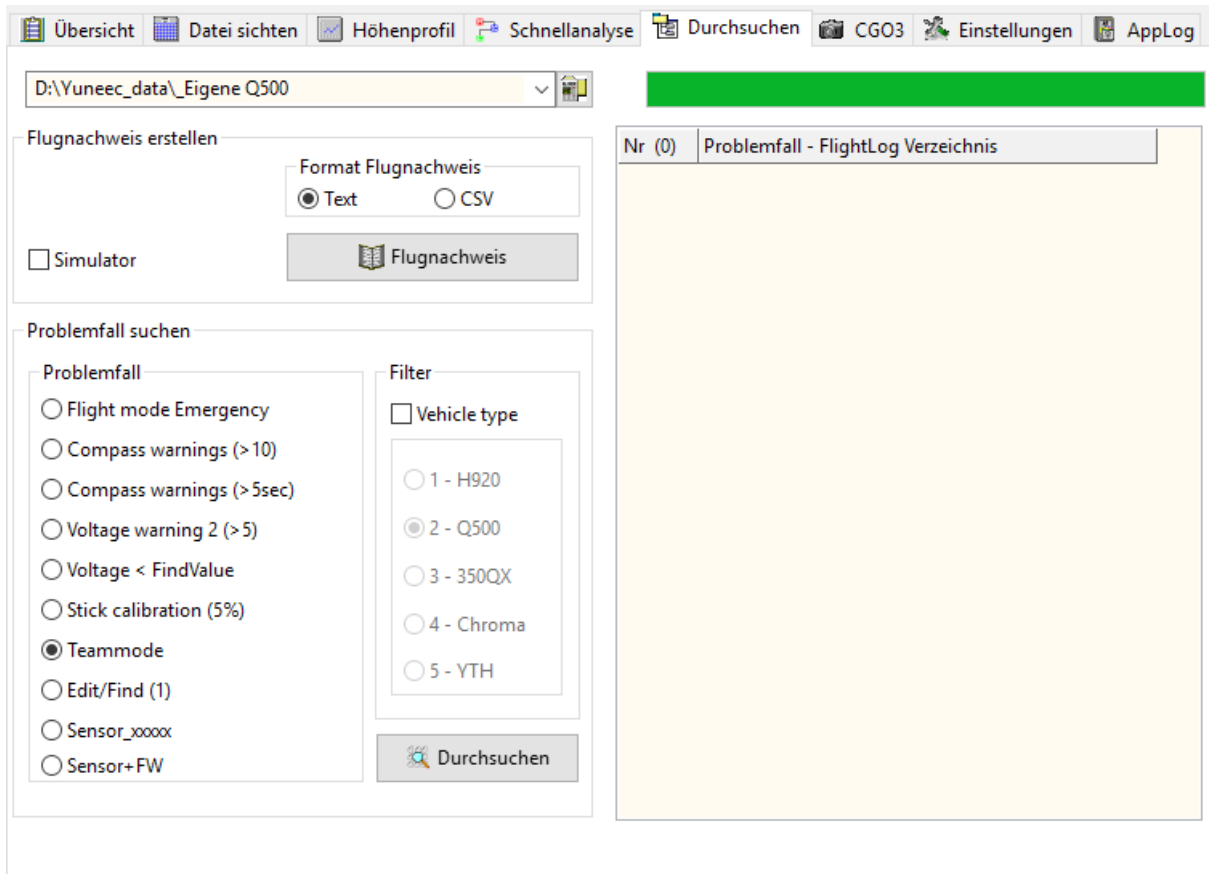 Übersicht Datei sichten Höhenprofil Schnellanalyse Durchsuchen CGO3 Einstellungen AppLog
D:\Yuneec_data\_Eigene Q500
Flugnachweis erstellen
Format Flugnachweis
Text CSV
Simulator
Flugnachweis
Problemfall suchen
Problemfall
Flight mode Emergency
Compass warnings (>10)
Compass warnings (>5sec)
Voltage warning 2 (>5)
Voltage < FindValue
Stick calibration (5%)
Teammode
Edit/Find (1)
Sensor_xxxxx
Sensor+FW
Filter
Vehicle type
1 - H920
2 - Q500
3 - 350QX
4 - Chroma
5 - YTH
Durchsuchen
Nr (0) Problemfall - FlightLog Verzeichnis